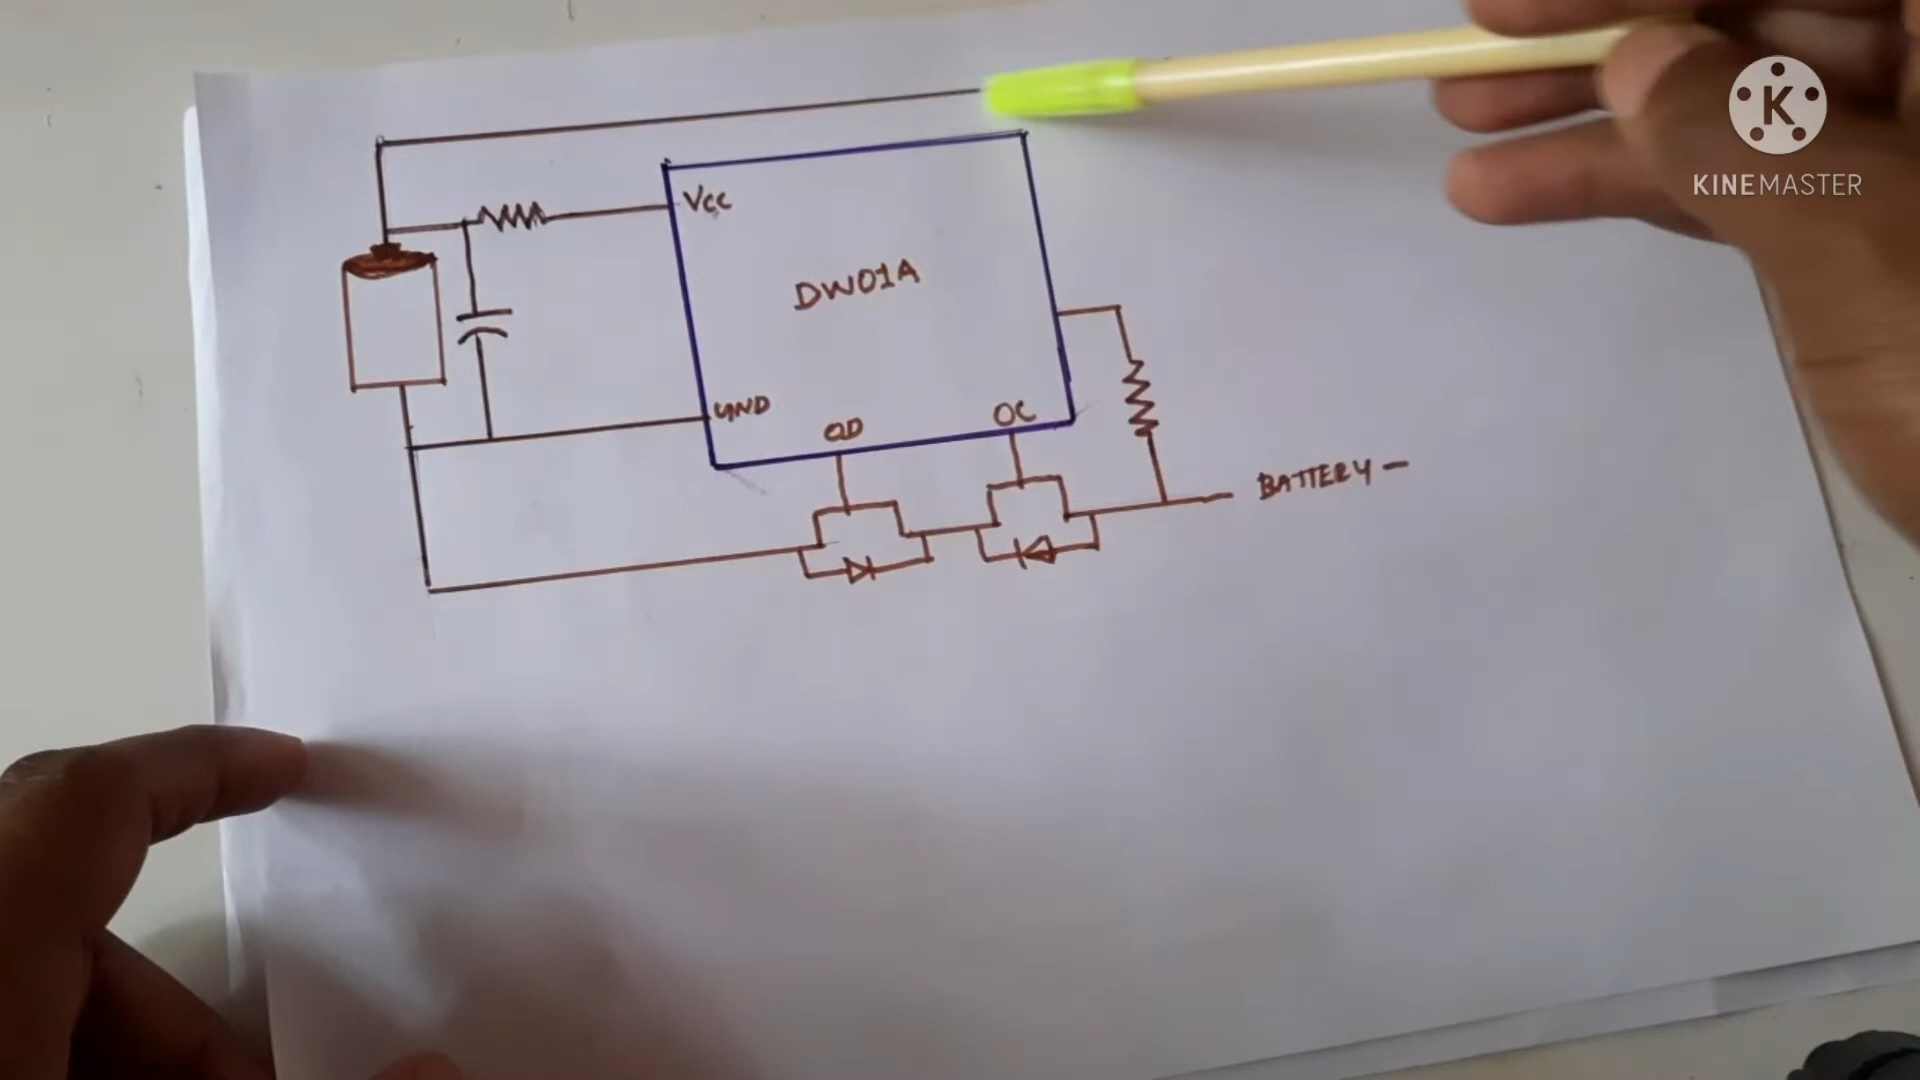 K
KINEMASTER
Vcc
DW01A
GND
OD
OC
BATTERY -